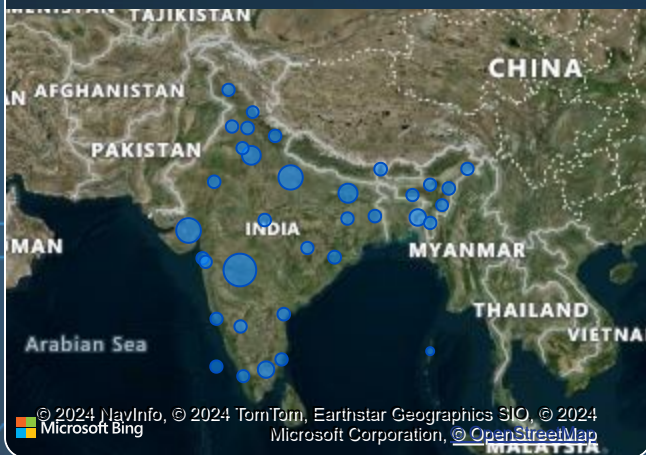 TAJIKISTAN
CHINA
AFGHANISTAN
PAKISTAN
INDIA
MYANMAR
THAILAND
Arabian Sea
© 2024 NavInfo, © 2024 TomTom, Earthstar Geographics SIO, © 2024
Microsoft Bing
Microsoft Corporation, © OpenStreetMap
MALAYSIA